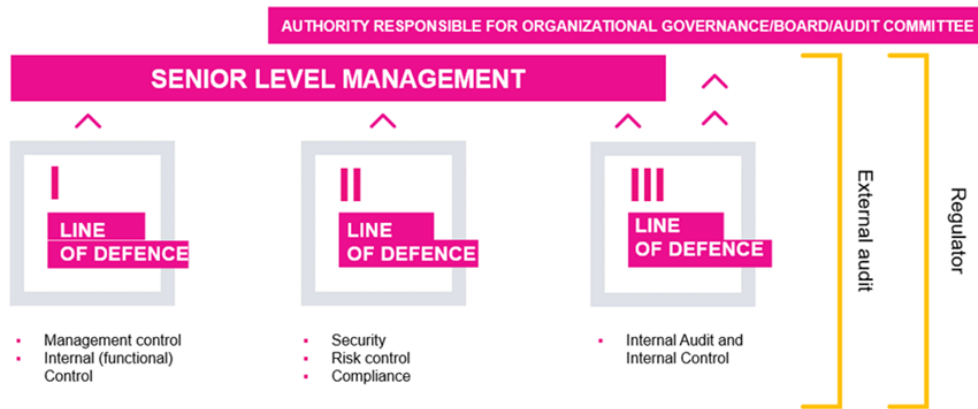 AUTHORITY RESPONSIBLE FOR ORGANIZATIONAL GOVERNANCE/BOARD/AUDIT COMMITTEE
SENIOR LEVEL MANAGEMENT
I
LINE
OF DEFENCE
Management control
Internal (functional)
Control
II
LINE
OF DEFENCE
Security
Risk control
Compliance
III
LINE
OF DEFENCE
Internal Audit and
Internal Control
External audit
Regulator